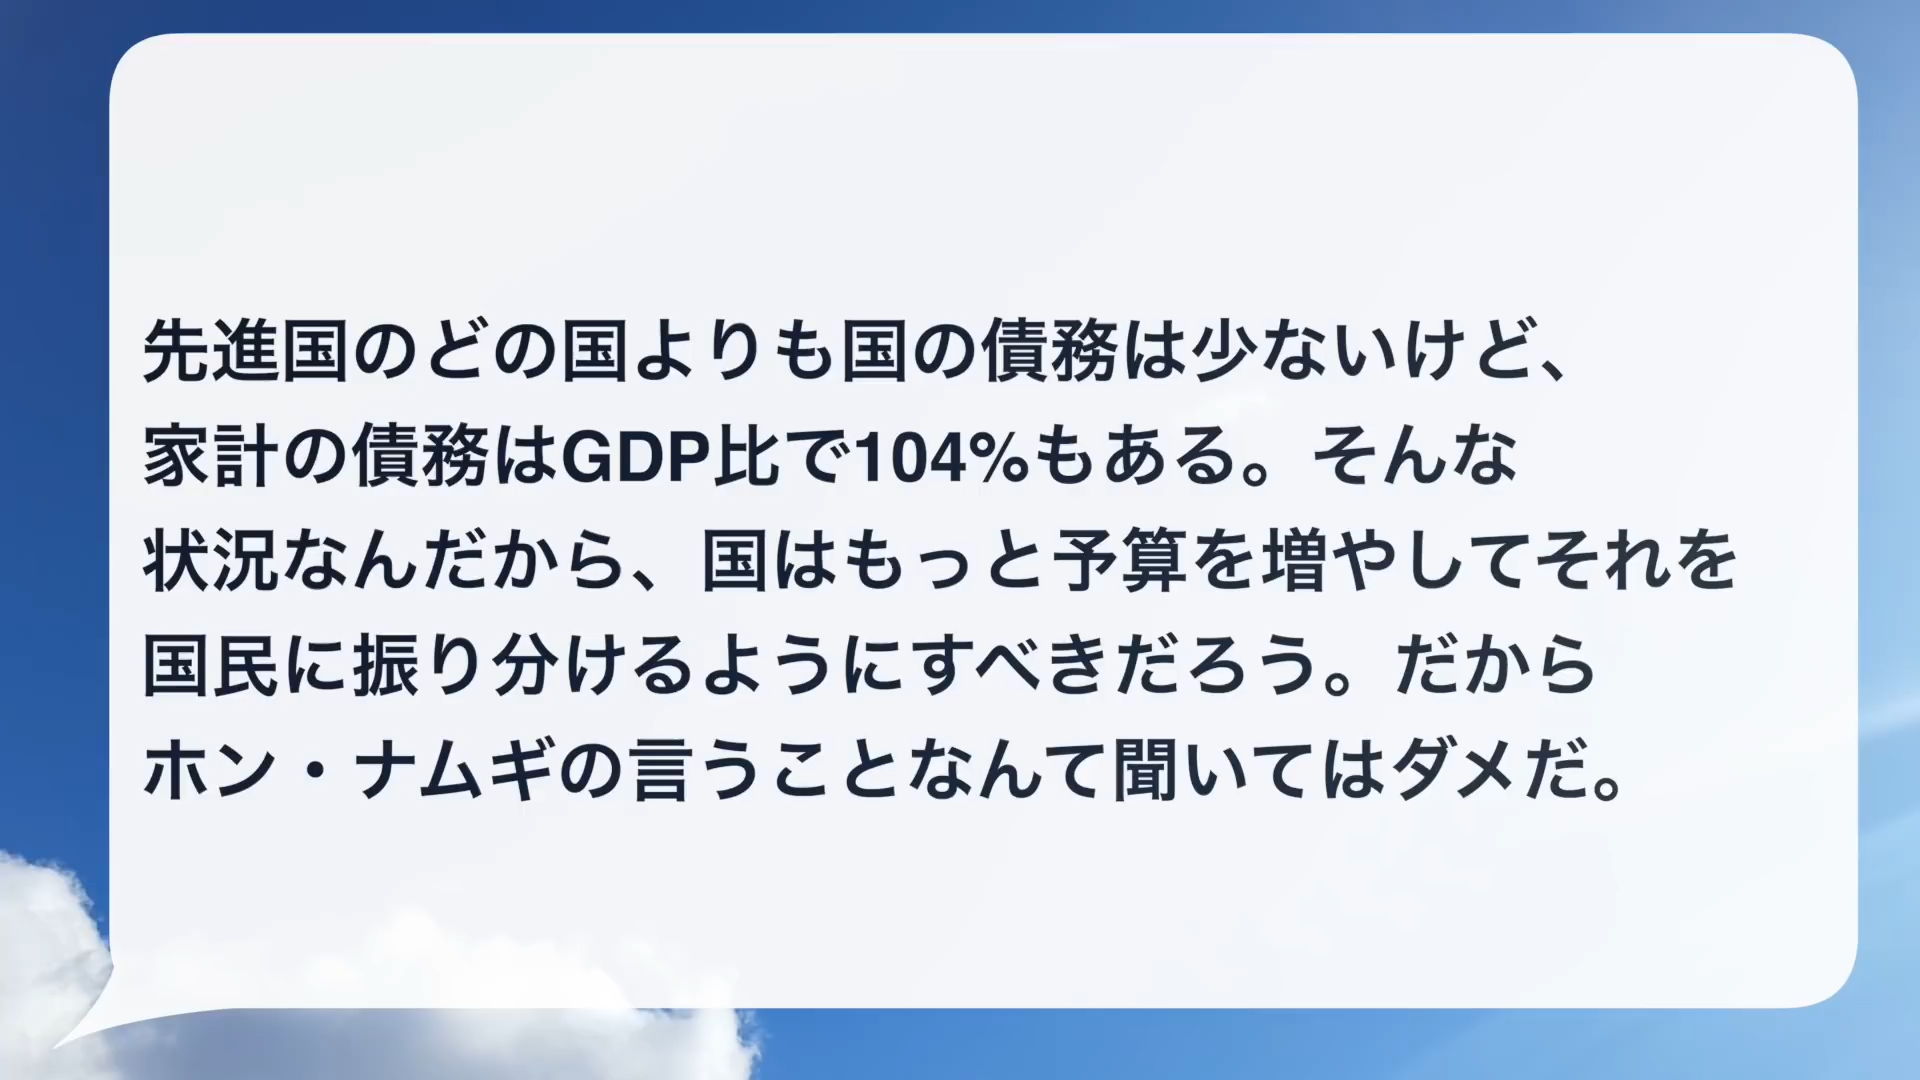 先進国のどの国よりも国の債務は少ないけど、
家計の債務はGDP比で104%もある。そんな
状況なんだから、国はもっと予算を増やしてそれを
国民に振り分けるようにすべきだろう。だから
ホン・ナムギの言うことなんて聞いてはダメだ。